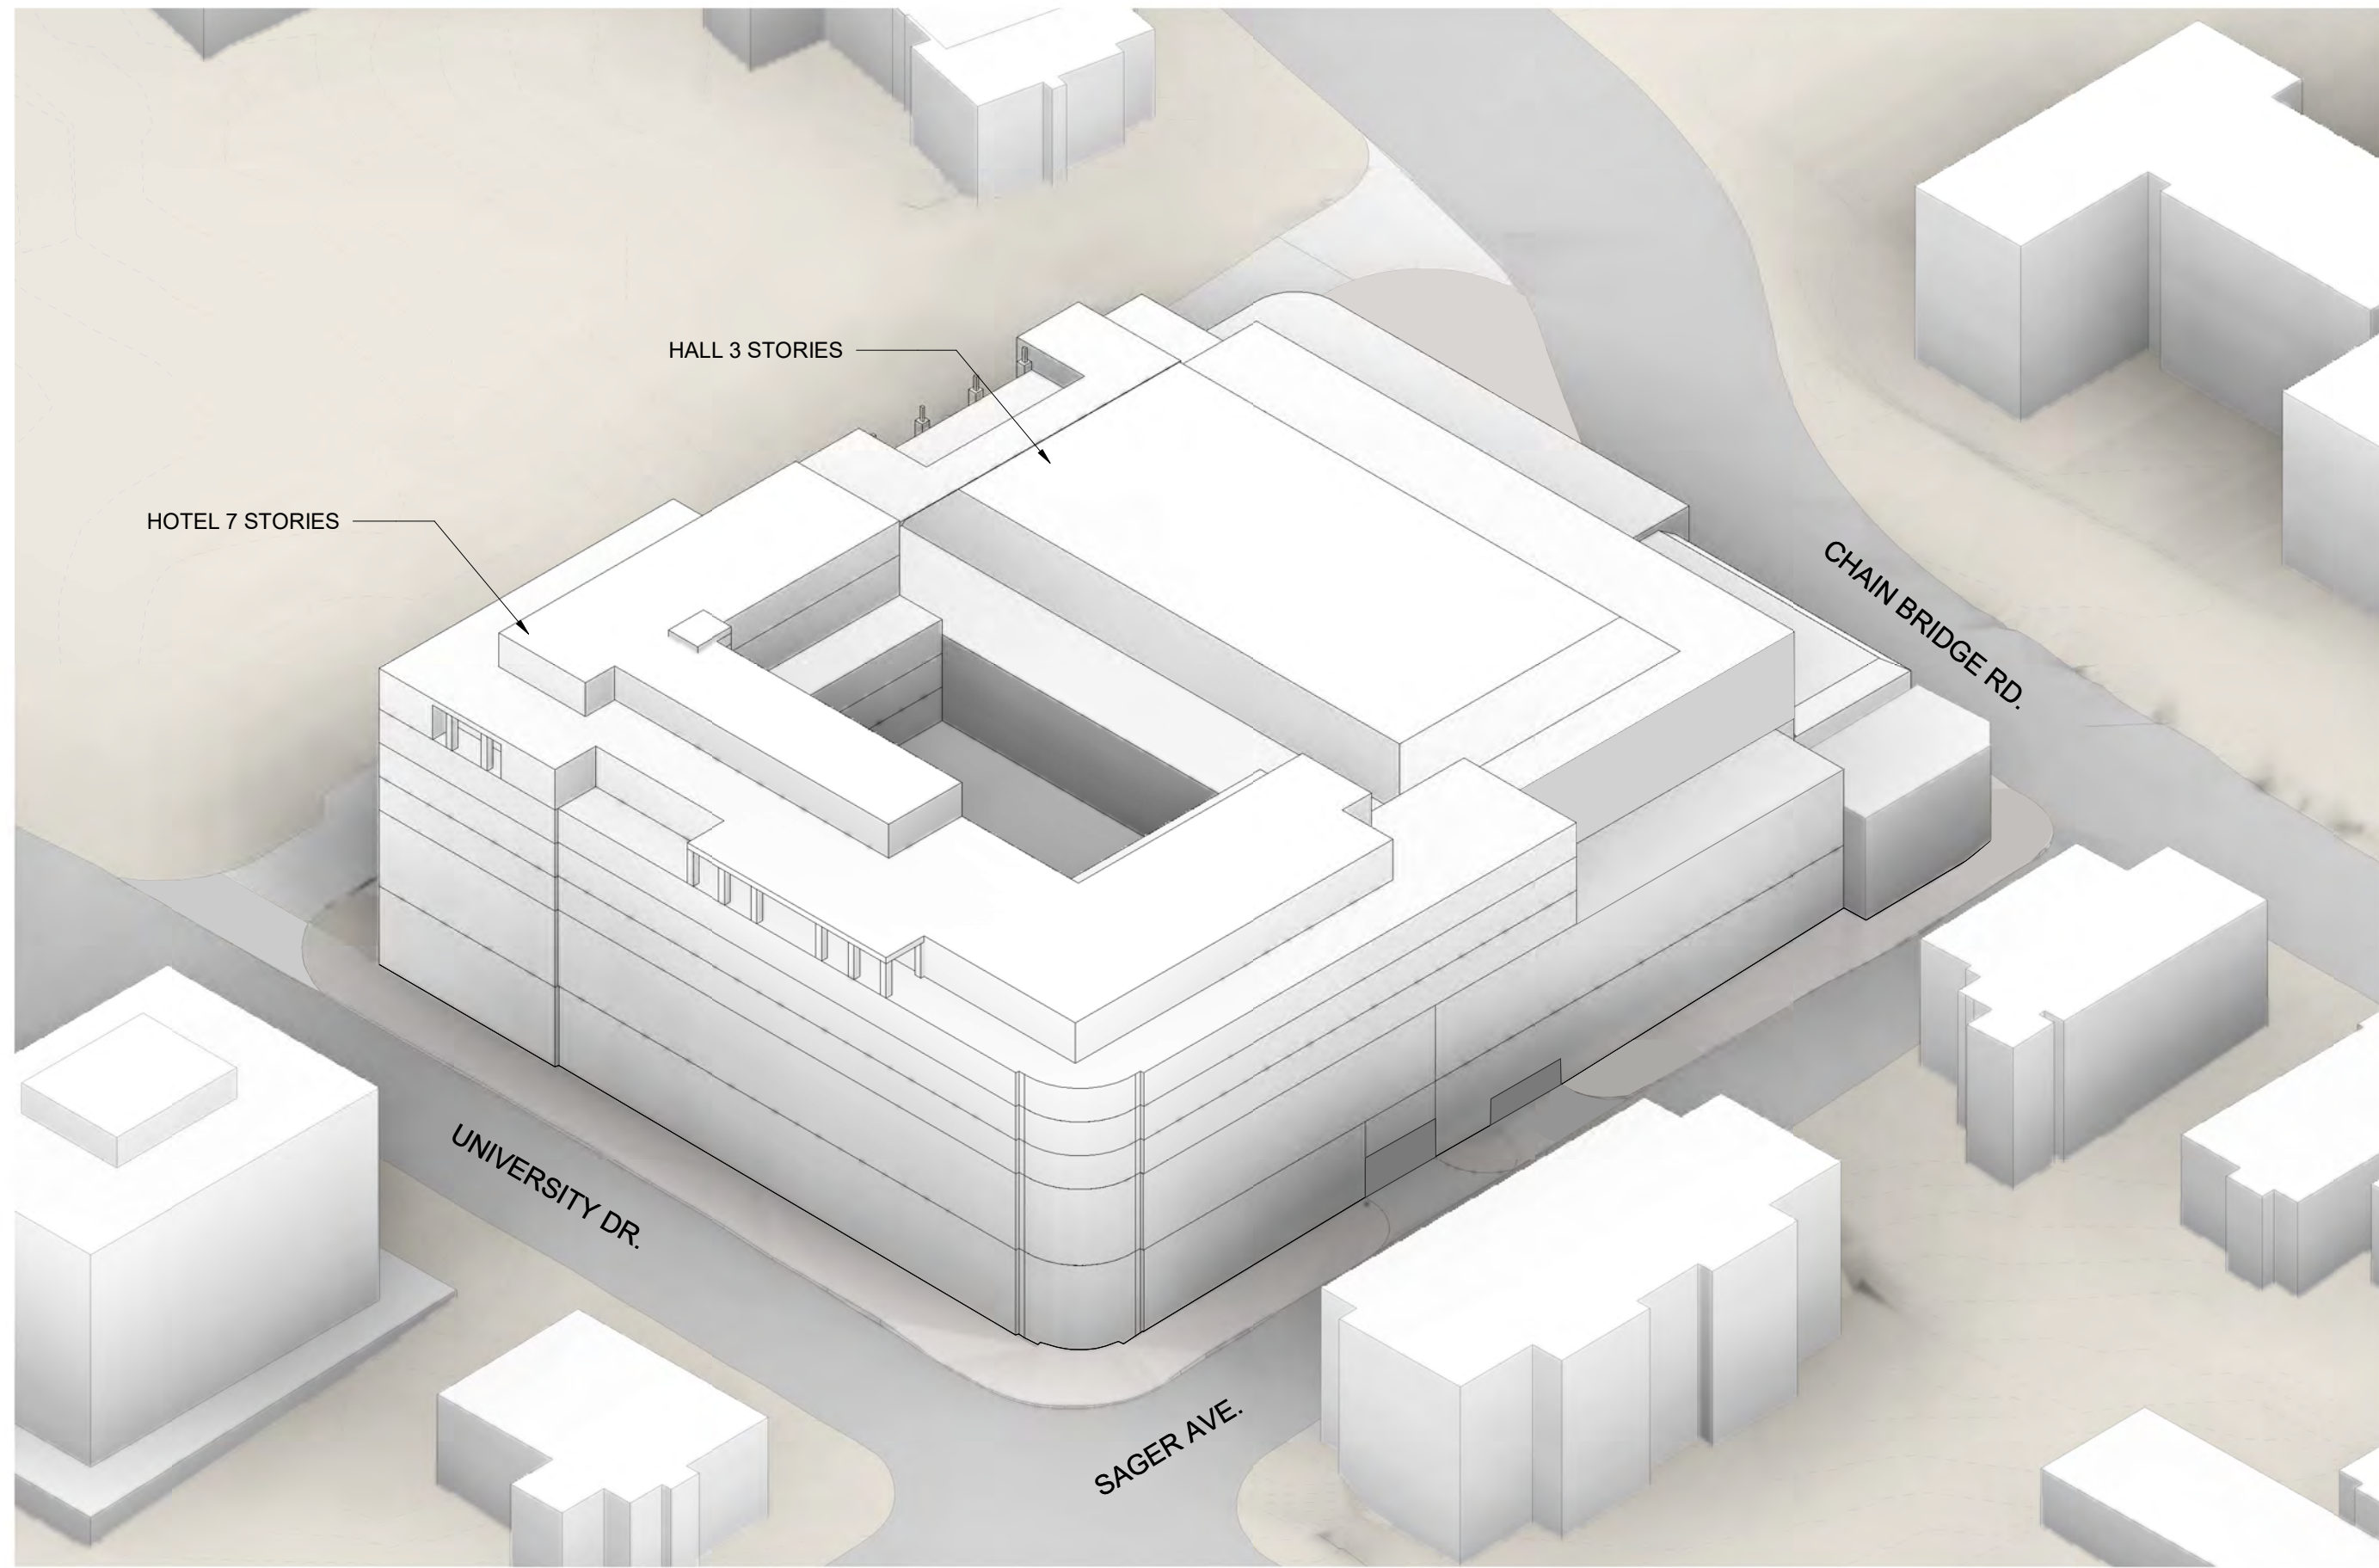 HALL 3 STORIES
HOTEL 7 STORIES
CHAIN BRIDGE RD.
UNIVERSITY DR.
SAGER AVE.